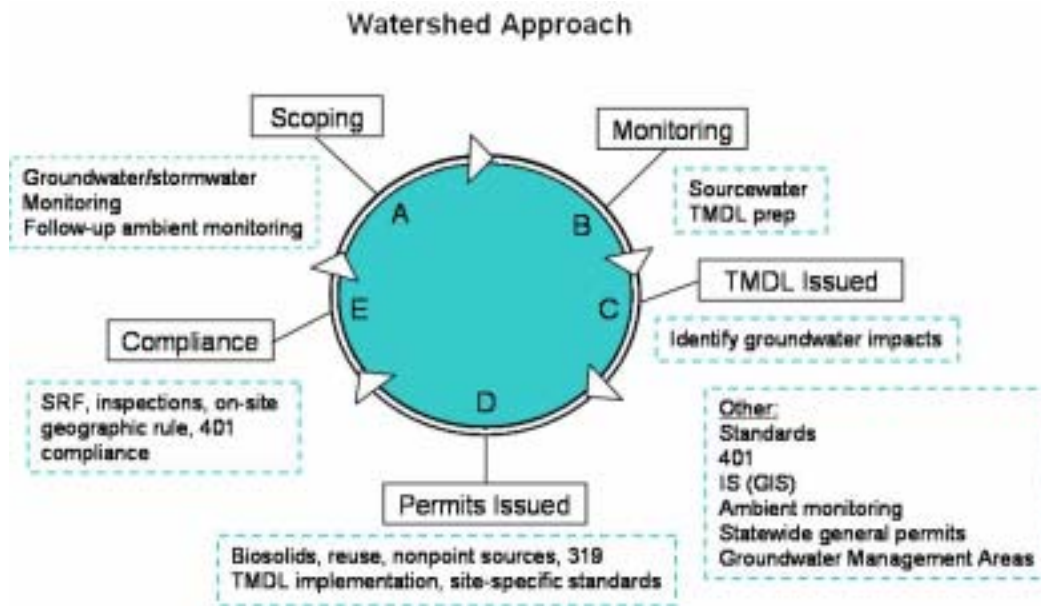 Watershed Approach
Scoping
Monitoring
Groundwater/stormwater
Monitoring
Follow-up ambient monitoring
Sourcewater
TMDL prep
A
B
TMDL Issued
E
C
Compliance
Identify groundwater impacts
SRF, inspections, on-site
geographic rule, 401
compliance
D
Other:
Standards
401
IS (GIS)
Ambient monitoring
Statewide general permits
Groundwater Management Areas
Permits Issued
Biosolids, reuse, nonpoint sources, 319
TMDL implementation, site-specific standards